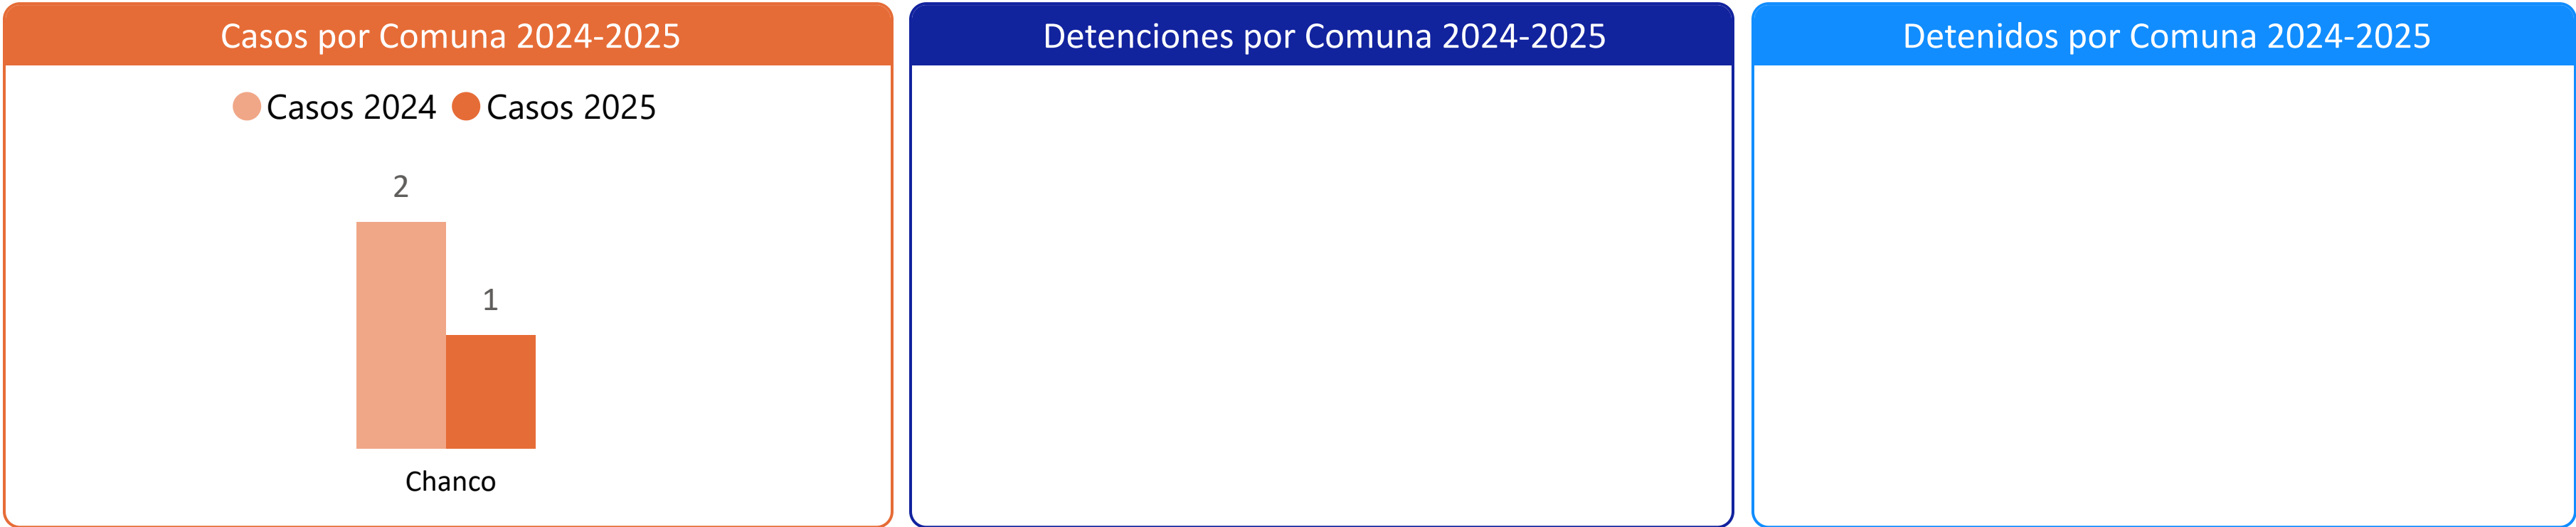 Casos por Comuna 2024-2025
Casos 2024 Casos 2025
2
1
Chanco
Detenciones por Comuna 2024-2025
Detenidos por Comuna 2024-2025